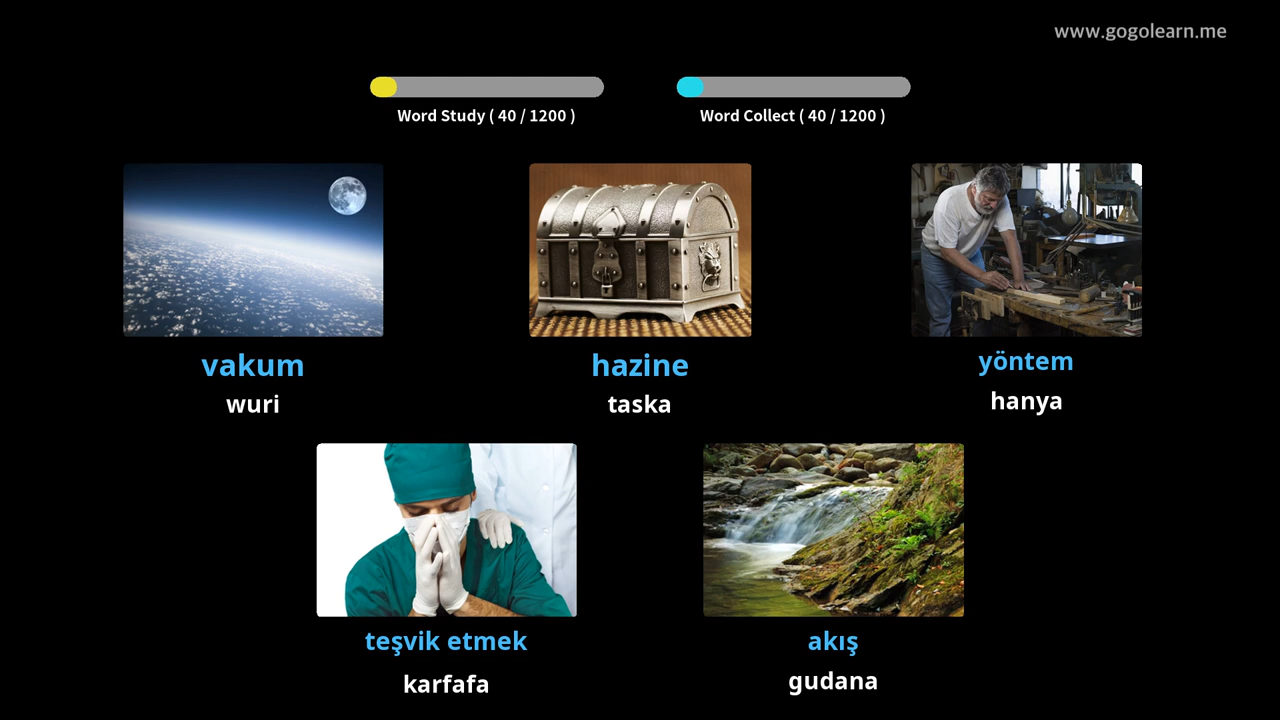 www.gogolearn.me
Word Study ( 40 / 1200 )
Word Collect ( 40 / 1200 )
vakum
wuri
hazine
taska
yöntem
hanya
teşvik etmek
karfafa
akış
gudana